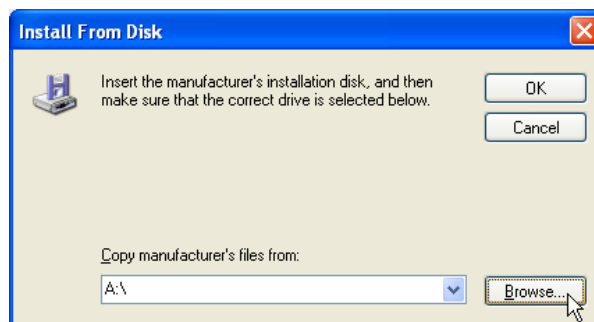 Install From Disk
Insert the manufacturer's installation disk, and then
make sure that the correct drive is selected below.
OK
Cancel
Copy manufacturer's files from:
A:\
Browse...